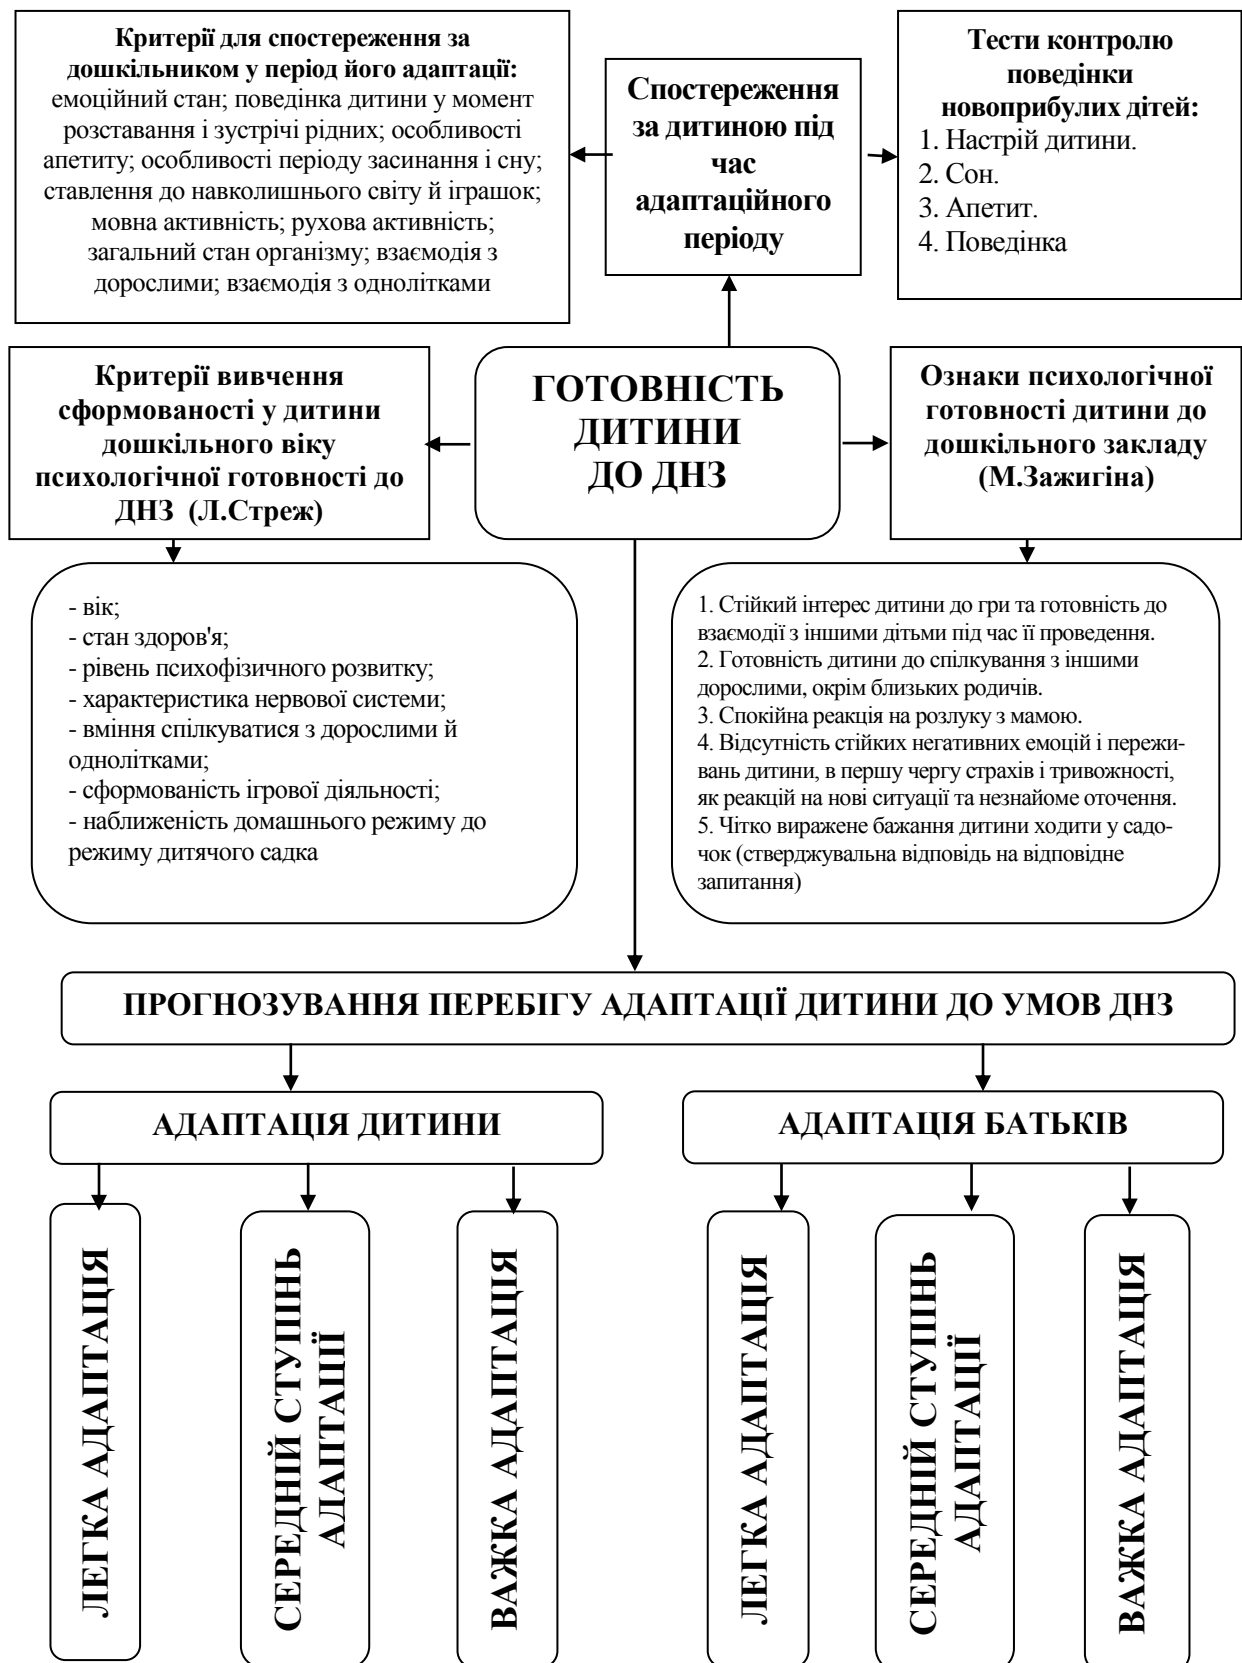 Критерії для спостереження за
дошкільником у період його адаптації:
емоційний стан; поведінка дитини у момент
розставання і зустрічі рідних; особливості
апетиту; особливості періоду засинання і сну;
ставлення до навколишнього світу й іграшок;
мовна активність; рухова активність;
загальний стан організму; взаємодія з
дорослими; взаємодія з однолітками
Спостереження
за дитиною під
час
адаптаційного
періоду
Тести контролю
поведінки
новоприбулих дітей:
1. Настрій дитини.
2. Сон.
3. Апетит.
4. Поведінка
Критерії вивчення
сформованості у дитини
дошкільного віку
психологічної готовності до
ДНЗ (Л.Стреж)
ГОТОВНІСТЬ
ДИТИНИ
ДО ДНЗ
Ознаки психологічної
готовності дитини до
дошкільного закладу
(М.Зажигіна)
- вік;
- стан здоров'я;
- рівень психофізичного розвитку;
- характеристика нервової системи;
- вміння спілкуватися з дорослими й
однолітками;
- сформованість ігрової діяльності;
- наближеність домашнього режиму до
режиму дитячого садка
1. Стійкий інтерес дитини до гри та готовність до
взаємодії з іншими дітьми під час її проведення.
2. Готовність дитини до спілкування з іншими
дорослими, окрім близьких родичів.
3. Спокійна реакція на розлуку з мамою.
4. Відсутність стійких негативних емоцій і пережи-
вань дитини, в першу чергу страхів і тривожності,
як реакцій на нові ситуації та незнайоме оточення.
5. Чітко виражене бажання дитини ходити у садо-
чок (стверджувальна відповідь на відповідне
запитання)
ПРОГНОЗУВАННЯ ПЕРЕБІГУ АДАПТАЦІЇ ДИТИНИ ДО УМОВ ДНЗ
АДАПТАЦІЯ ДИТИНИ
АДАПТАЦІЯ БАТЬКІВ
ЛЕГКА АДАПТАЦІЯ
СЕРЕДНІЙ СТУПІНЬ
АДАПТАЦІЇ
ВАЖКА АДАПТАЦІЯ
ЛЕГКА АДАПТАЦІЯ
СЕРЕДНІЙ СТУПІНЬ
АДАПТАЦІЇ
ВАЖКА АДАПТАЦІЯ